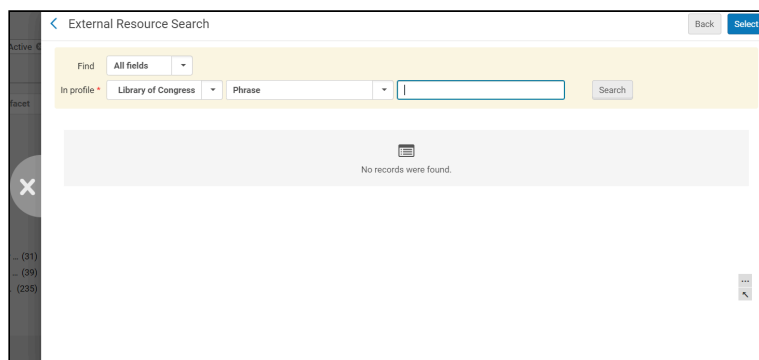 External Resource Search
Back
Select
Active
Find
All fields
In profile *
Library of Congress
Phrase
Search
facet
No records were found.
... (31)
... (39)
. (235)